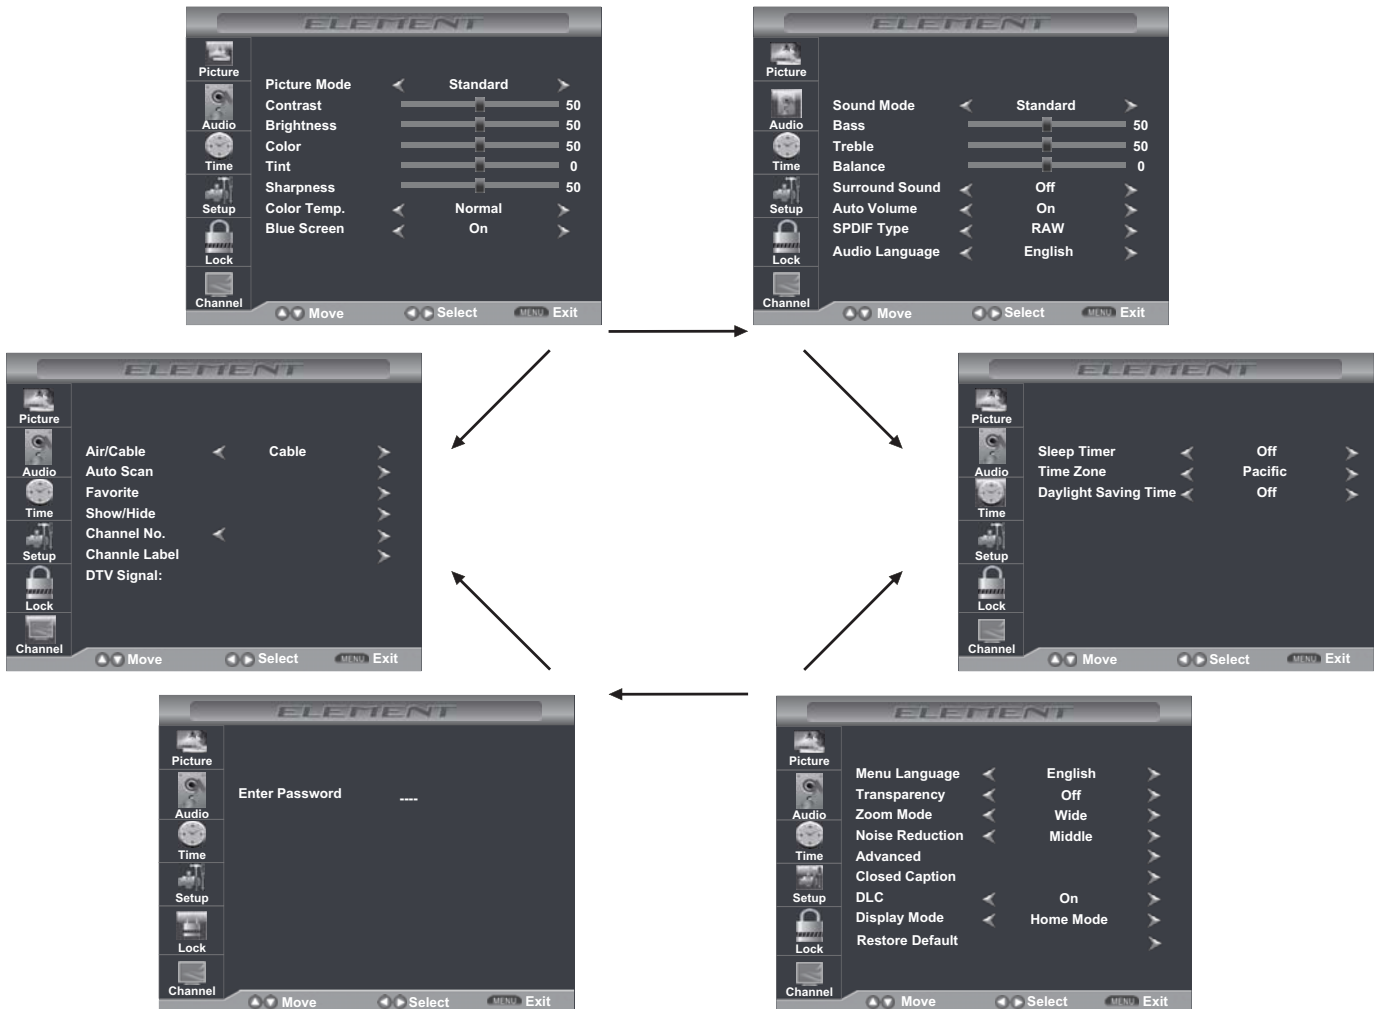 ELEMENT
Picture
Audio
Time
Setup
Lock
Channel
Picture Mode Standard
Contrast 50
Brightness 50
Color 50
Tint 0
Sharpness 50
Color Temp. Normal
Blue Screen On
Move Select MENU Exit
ELEMENT
Picture
Audio
Time
Setup
Lock
Channel
Sound Mode Standard
Bass 50
Treble 50
Balance 0
Surround Sound Off
Auto Volume On
SPDIF Type RAW
Audio Language English
Move Select MENU Exit
ELEMENT
Picture
Audio
Time
Setup
Lock
Channel
Air/Cable Cable
Auto Scan
Favorite
Show/Hide
Channel No.
Channle Label
DTV Signal:
Move Select MENU Exit
ELEMENT
Picture
Audio
Time
Setup
Lock
Channel
Sleep Timer Off
Time Zone Pacific
Daylight Saving Time Off
Move Select MENU Exit
ELEMENT
Picture
Audio
Time
Setup
Lock
Channel
Enter Password ----
Move Select MENU Exit
ELEMENT
Picture
Audio
Time
Setup
Lock
Channel
Menu Language English
Transparency Off
Zoom Mode Wide
Noise Reduction Middle
Advanced
Closed Caption
DLC On
Display Mode Home Mode
Restore Default
Move Select MENU Exit